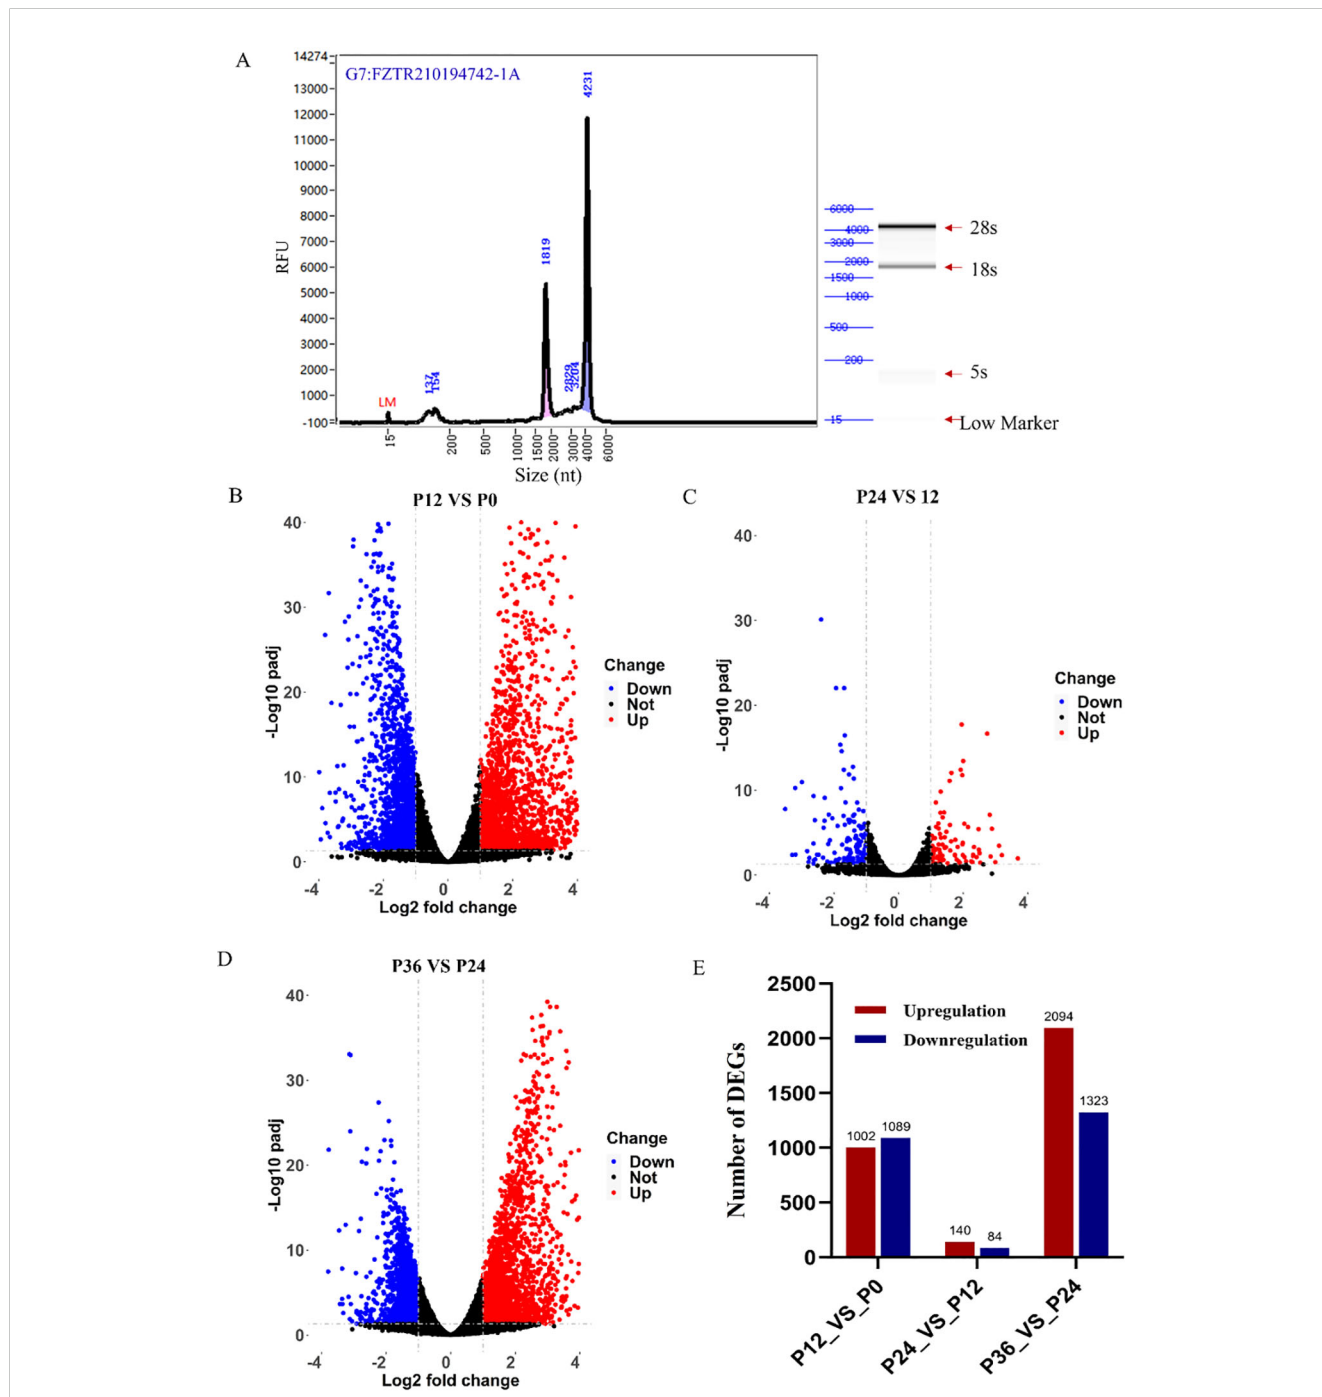 A
G7:FZTR210194742-1A
14274
13000
12000
11000
10000
9000
8000
7000
6000
5000
4000
3000
2000
1000
-100
RFU
LM
137
154
1819
2829
3204
4231
15
200
500
1000
1500
2000
3000
4000
6000
Size (nt)
6000
4000
3000
2000
1500
1000
500
200
15
28s
18s
5s
Low Marker
B
P12 VS P0
40
30
20
10
0
-Log10 padj
-4 -2 0 2 4
Log2 fold change
Change
Down
Not
Up
C
P24 VS 12
40
30
20
10
0
-Log10 padj
-4 -2 0 2 4
Log2 fold change
Change
Down
Not
Up
D
P36 VS P24
40
30
20
10
0
-Log10 padj
-4 -2 0 2 4
Log2 fold change
Change
Down
Not
Up
E
2500
2000
1500
1000
500
0
Number of DEGs
Upregulation
Downregulation
1002
1089
140
84
2094
1323
P12_VS_P0
P24_VS_P12
P36_VS_P24